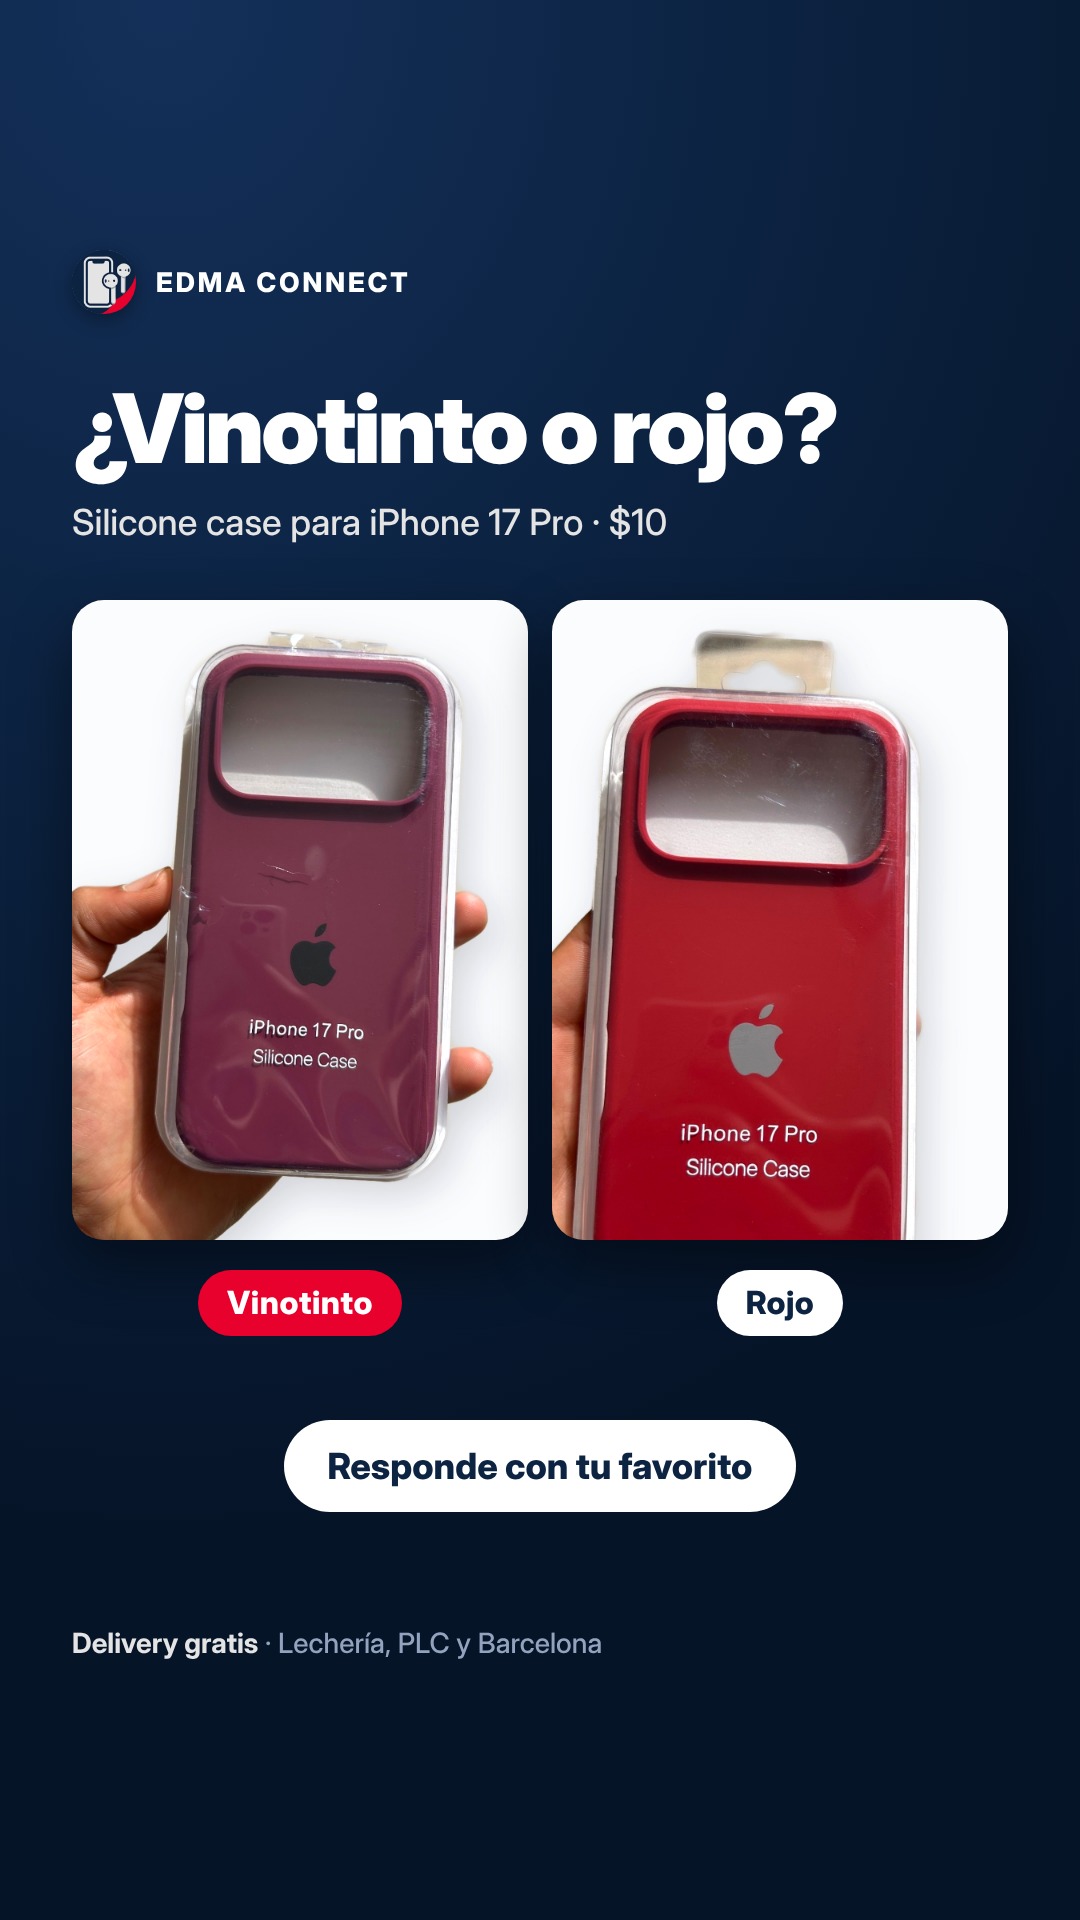 EDMA CONNECT
¿Vinotinto o rojo?
Silicone case para iPhone 17 Pro · $10
iPhone 17 Pro
Silicone Case
iPhone 17 Pro
Silicone Case
Vinotinto
Rojo
Responde con tu favorito
Delivery gratis · Lechería, PLC y Barcelona